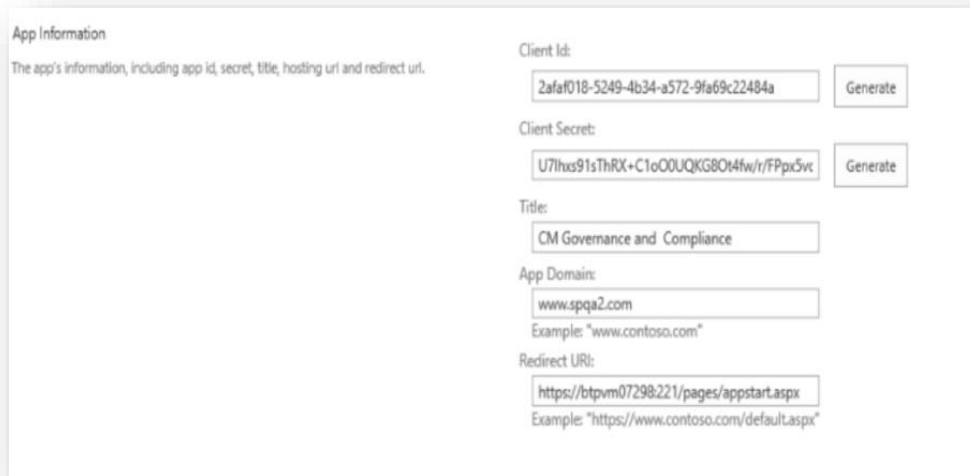 App Information
The app's information, including app id, secret, title, hosting url and redirect url.
Client Id:
2afaf018-5249-4b34-a572-9fa69c22484a
Generate
Client Secret:
U7lhxs91sThRX+C1oO0UQKG8Ot4fw/r/FPpx5vc
Generate
Title:
CM Governance and  Compliance
App Domain:
www.spqa2.com
Example: "www.contoso.com"
Redirect URI:
https://btpvm07298:221/pages/appstart.aspx
Example: "https://www.contoso.com/default.aspx"